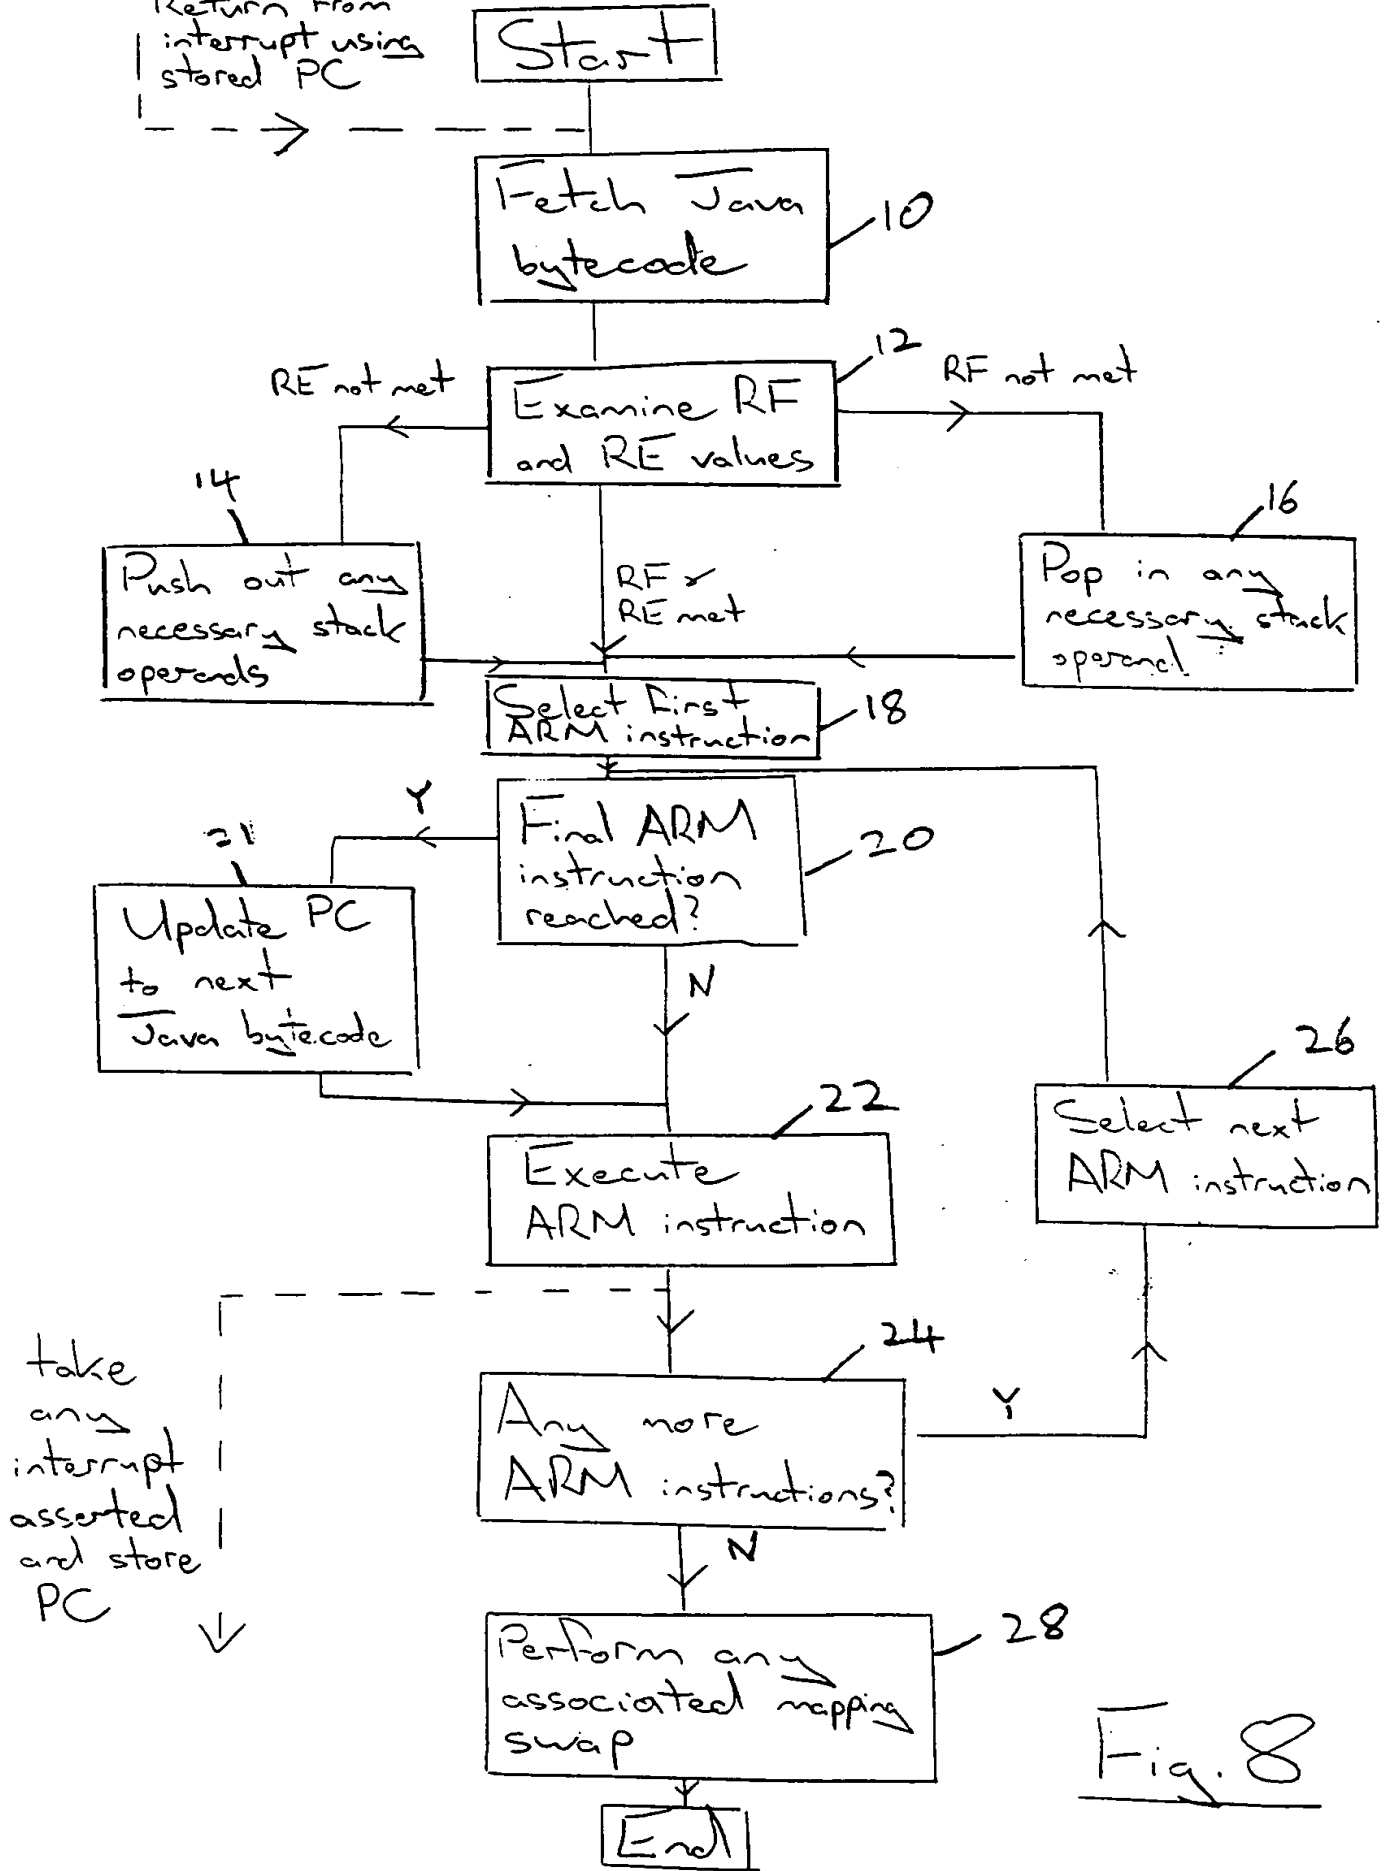 Return from
interrupt using
stored PC
Start
Fetch Java
bytecode
10
12
RE not met
Examine RF
and RE values
RF not met
14
16
Push out any
necessary stack
operands
RF &
RE met
Pop in any
necessary stack
operand
Select First
ARM instruction
18
Y
Final ARM
instruction
reached?
20
21
Update PC
to next
Java bytecode
N
26
22
Select next
ARM instruction
Execute
ARM instruction
24
take
any
interrupt
asserted
and store
PC
Any more
ARM instructions?
Y
N
28
Perform any
associated mapping
swap
Fig. 8
End